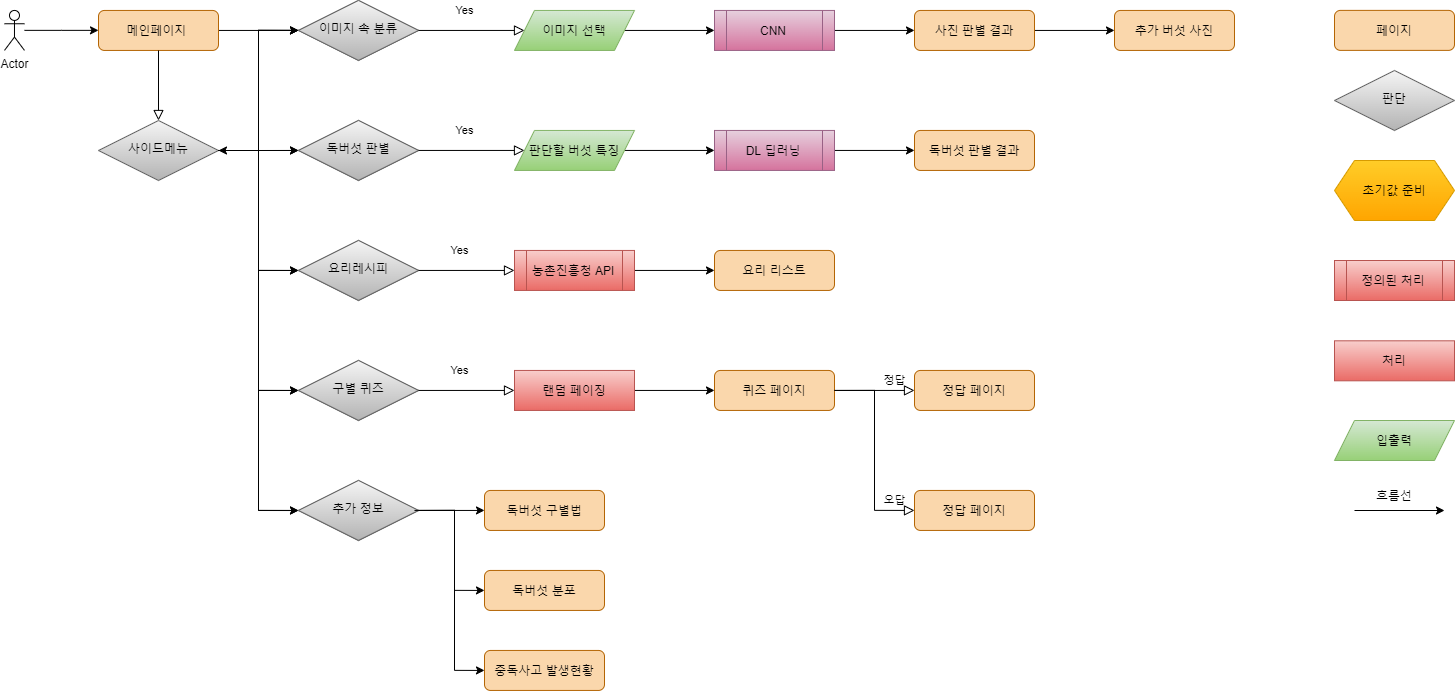 Actor
메인페이지
이미지 속 분류
Yes
이미지 선택
CNN
사진 판별 결과
추가 버섯 사진
사이드메뉴
독버섯 판별
Yes
판단할 버섯 특징
DL 딥러닝
독버섯 판별 결과
요리레시피
Yes
농촌진흥청 API
요리 리스트
구별 퀴즈
Yes
랜덤 페이징
퀴즈 페이지
정답
정답 페이지
오답
정답 페이지
추가 정보
독버섯 구별법
독버섯 분포
중독사고 발생현황
페이지
판단
초기값 준비
정의된 처리
처리
입출력
흐름선